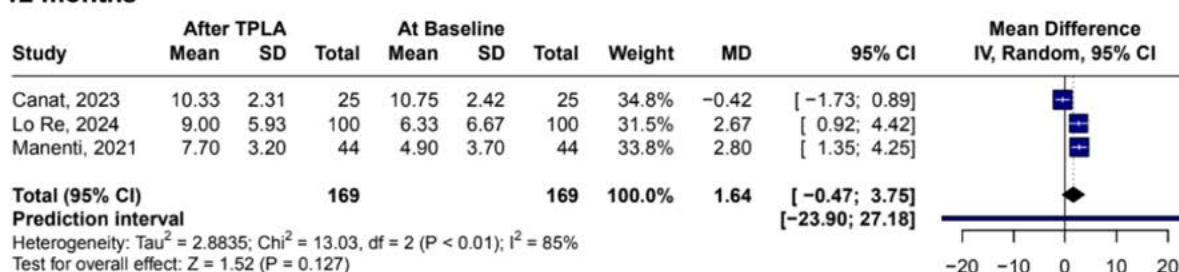 12 months
After TPLA At Baseline Mean Difference
Study Mean SD Total Mean SD Total Weight MD 95% CI IV, Random, 95% CI
Canat, 2023 10.33 2.31 25 10.75 2.42 25 34.8% −0.42 [ −1.73; 0.89]
Lo Re, 2024 9.00 5.93 100 6.33 6.67 100 31.5% 2.67 [ 0.92; 4.42]
Manenti, 2021 7.70 3.20 44 4.90 3.70 44 33.8% 2.80 [ 1.35; 4.25]
Total (95% CI) 169 169 100.0% 1.64 [ −0.47; 3.75]
Prediction interval [−23.90; 27.18]
Heterogeneity: Tau² = 2.8835; Chi² = 13.03, df = 2 (P < 0.01); I² = 85%
Test for overall effect: Z = 1.52 (P = 0.127)
−20 −10 0 10 20